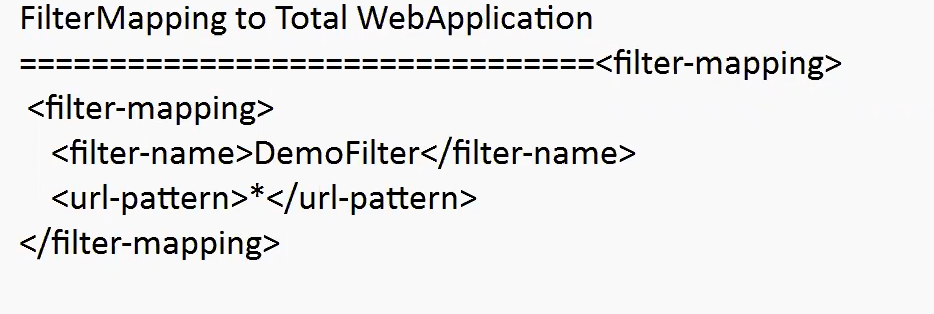 FilterMapping to Total WebApplication
================================<filter-mapping>
<filter-mapping>
<filter-name>DemoFilter</filter-name>
<url-pattern>*</url-pattern>
</filter-mapping>